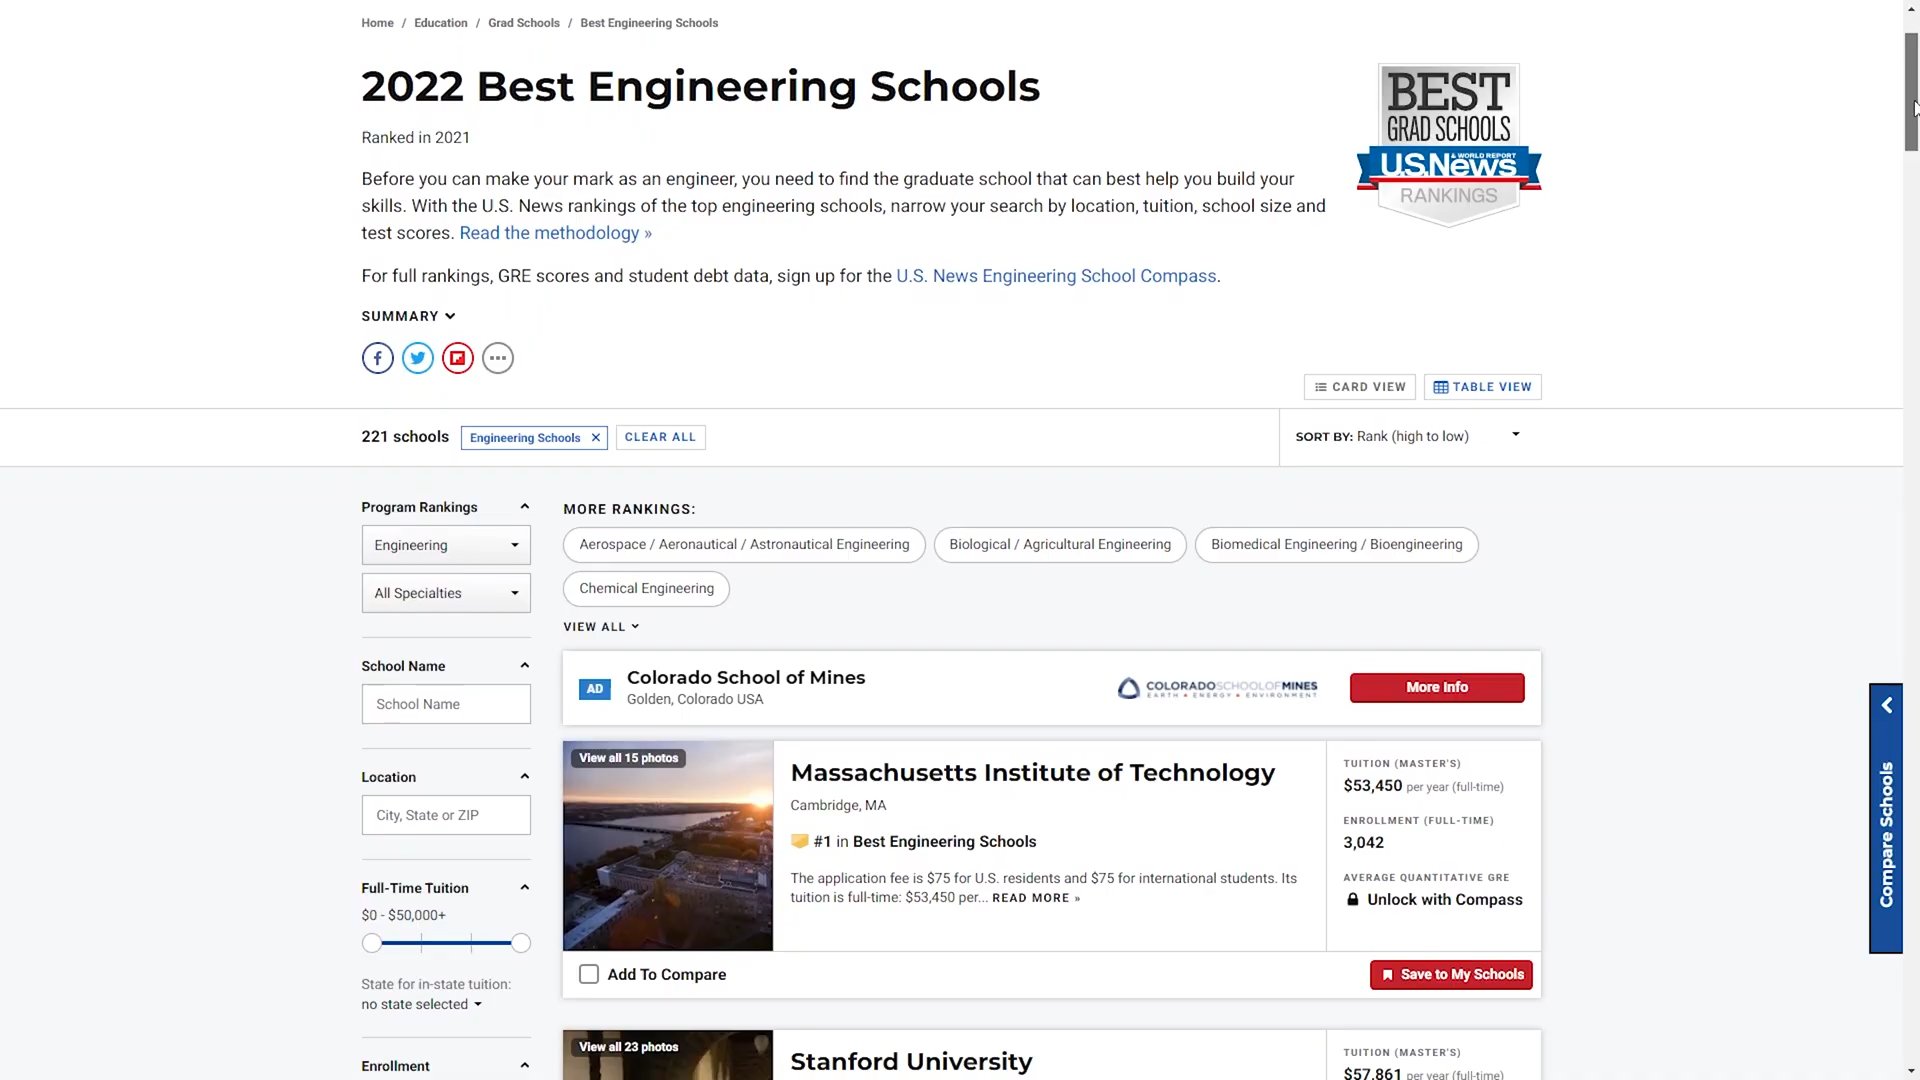 Home / Education / Grad Schools / Best Engineering Schools
2022 Best Engineering Schools
Ranked in 2021
Before you can make your mark as an engineer, you need to find the graduate school that can best help you build your
skills. With the U.S. News rankings of the top engineering schools, narrow your search by location, tuition, school size and
test scores. Read the methodology »
For full rankings, GRE scores and student debt data, sign up for the U.S. News Engineering School Compass.
BEST
GRAD SCHOOLS
U.S.News & WORLD REPORT
RANKINGS
SUMMARY
CARD VIEW
TABLE VIEW
221 schools
Engineering Schools ×
CLEAR ALL
SORT BY: Rank (high to low)
Program Rankings
Engineering
All Specialties
School Name
School Name
Location
City, State or ZIP
Full-Time Tuition
$0 - $50,000+
State for in-state tuition:
no state selected
Enrollment
MORE RANKINGS:
Aerospace / Aeronautical / Astronautical Engineering
Biological / Agricultural Engineering
Biomedical Engineering / Bioengineering
Chemical Engineering
VIEW ALL
AD
Colorado School of Mines
Golden, Colorado USA
COLORADOSCHOOLOFMINES
EARTH • ENERGY • ENVIRONMENT
More Info
View all 15 photos
Massachusetts Institute of Technology
Cambridge, MA
#1 in Best Engineering Schools
The application fee is $75 for U.S. residents and $75 for international students. Its
tuition is full-time: $53,450 per... READ MORE »
TUITION (MASTER'S)
$53,450 per year (full-time)
ENROLLMENT (FULL-TIME)
3,042
AVERAGE QUANTITATIVE GRE
Unlock with Compass
Add To Compare
Save to My Schools
View all 23 photos
Stanford University
TUITION (MASTER'S)
$57,861 per year (full-time)
Compare Schools